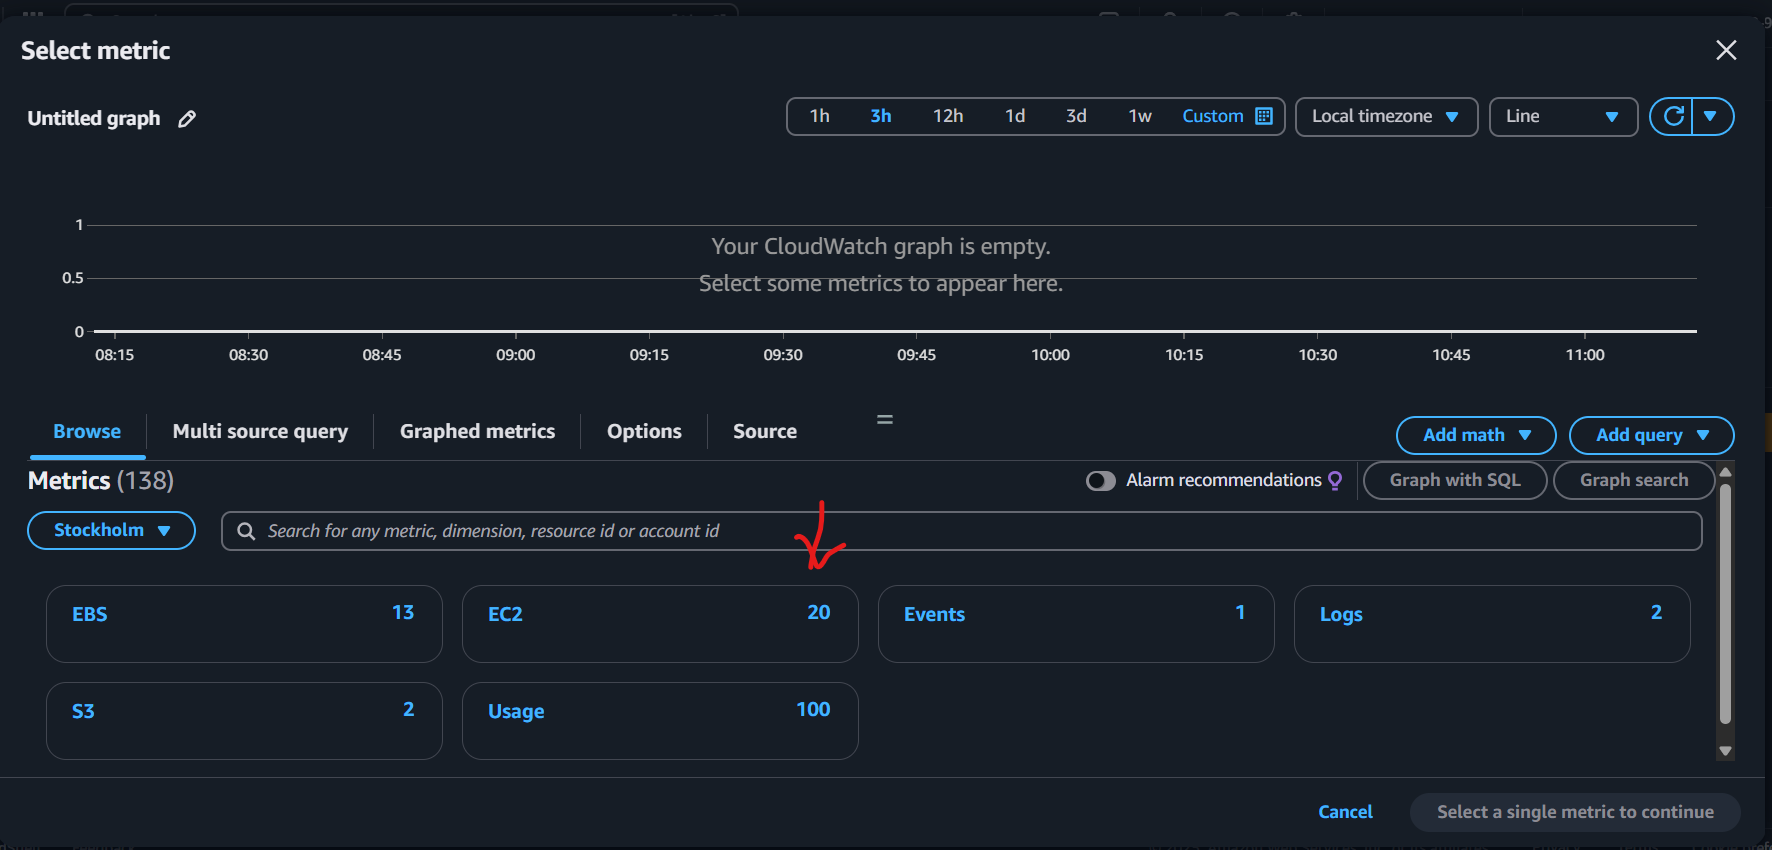 Select metric
Untitled graph
1h 3h 12h 1d 3d 1w Custom Local timezone Line
1
Your CloudWatch graph is empty.
0.5
Select some metrics to appear here.
0
08:15 08:30 08:45 09:00 09:15 09:30 09:45 10:00 10:15 10:30 10:45 11:00
Browse Multi source query Graphed metrics Options Source Add math Add query
Metrics (138) Alarm recommendations Graph with SQL Graph search
Stockholm Search for any metric, dimension, resource id or account id
EBS 13 EC2 20 Events 1 Logs 2
S3 2 Usage 100
Cancel Select a single metric to continue